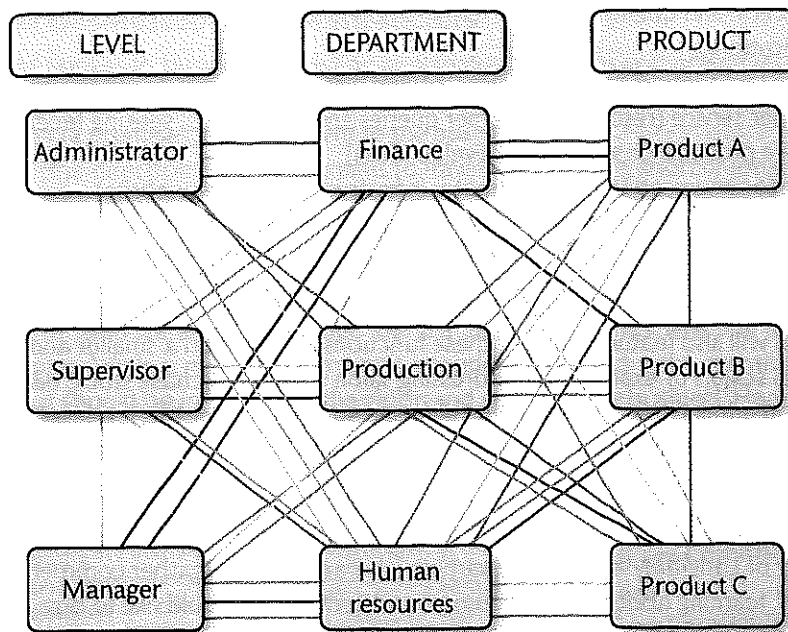 LEVEL
DEPARTMENT
PRODUCT
Administrator
Finance
Product A
Supervisor
Production
Product B
Manager
Human
resources
Product C